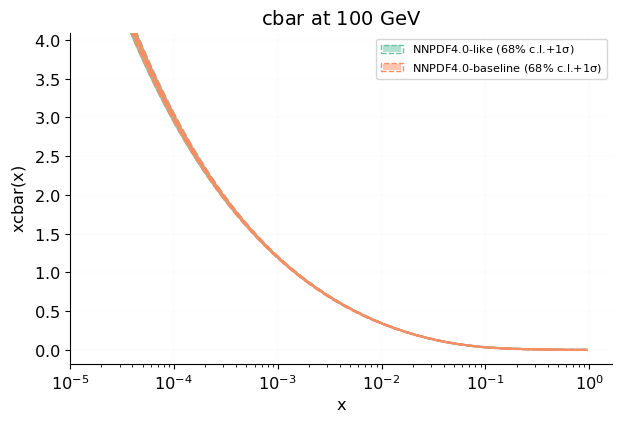 cbar at 100 GeV
NNPDF4.0-like (68% c.l.+1σ)
NNPDF4.0-baseline (68% c.l.+1σ)
xcbar(x)
4.0
3.5
3.0
2.5
2.0
1.5
1.0
0.5
0.0
10⁻⁵ 10⁻⁴ 10⁻³ 10⁻² 10⁻¹ 10⁰
x